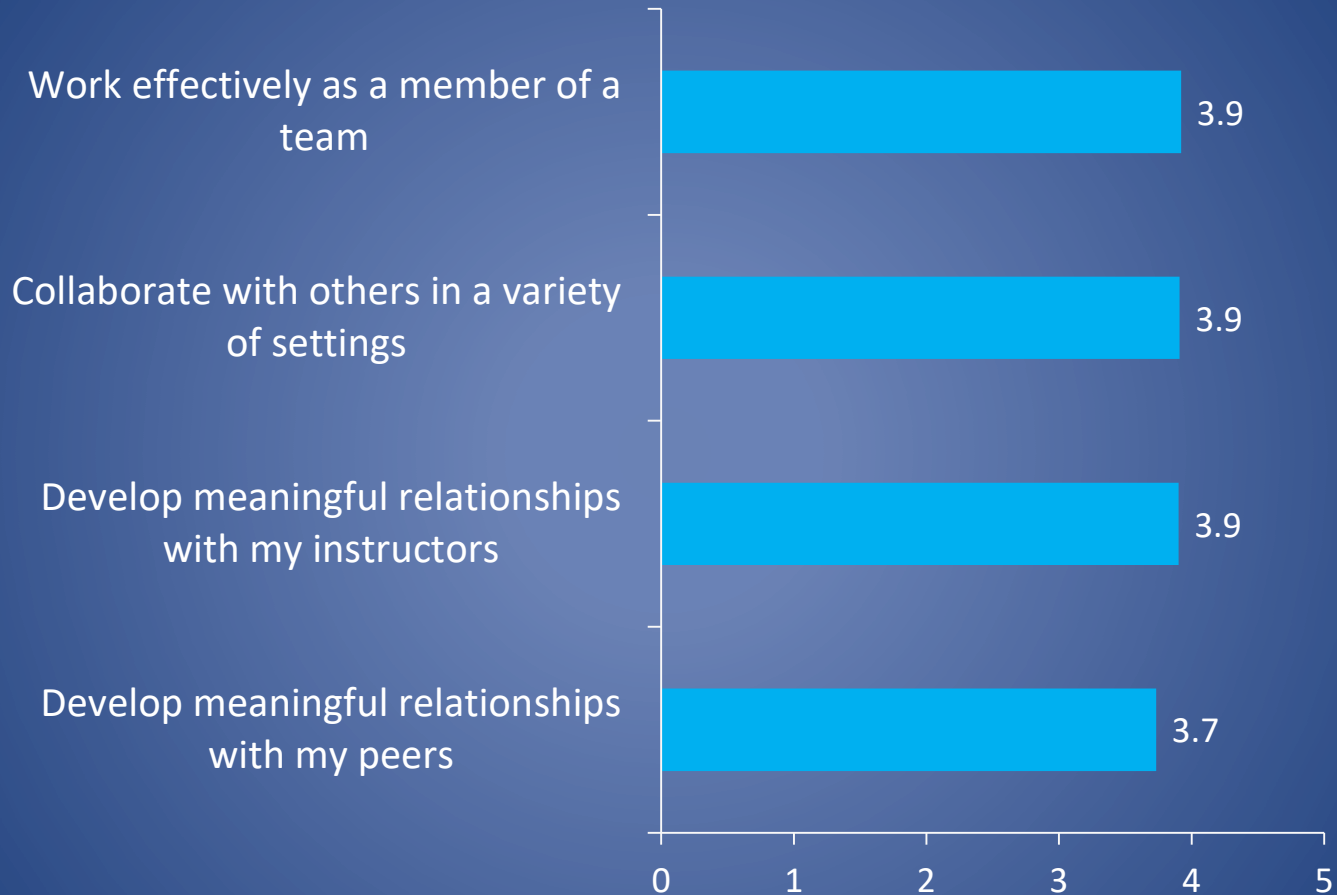 Work effectively as a member of a
team
3.9
Collaborate with others in a variety
of settings
3.9
Develop meaningful relationships
with my instructors
3.9
Develop meaningful relationships
with my peers
3.7
0 1 2 3 4 5